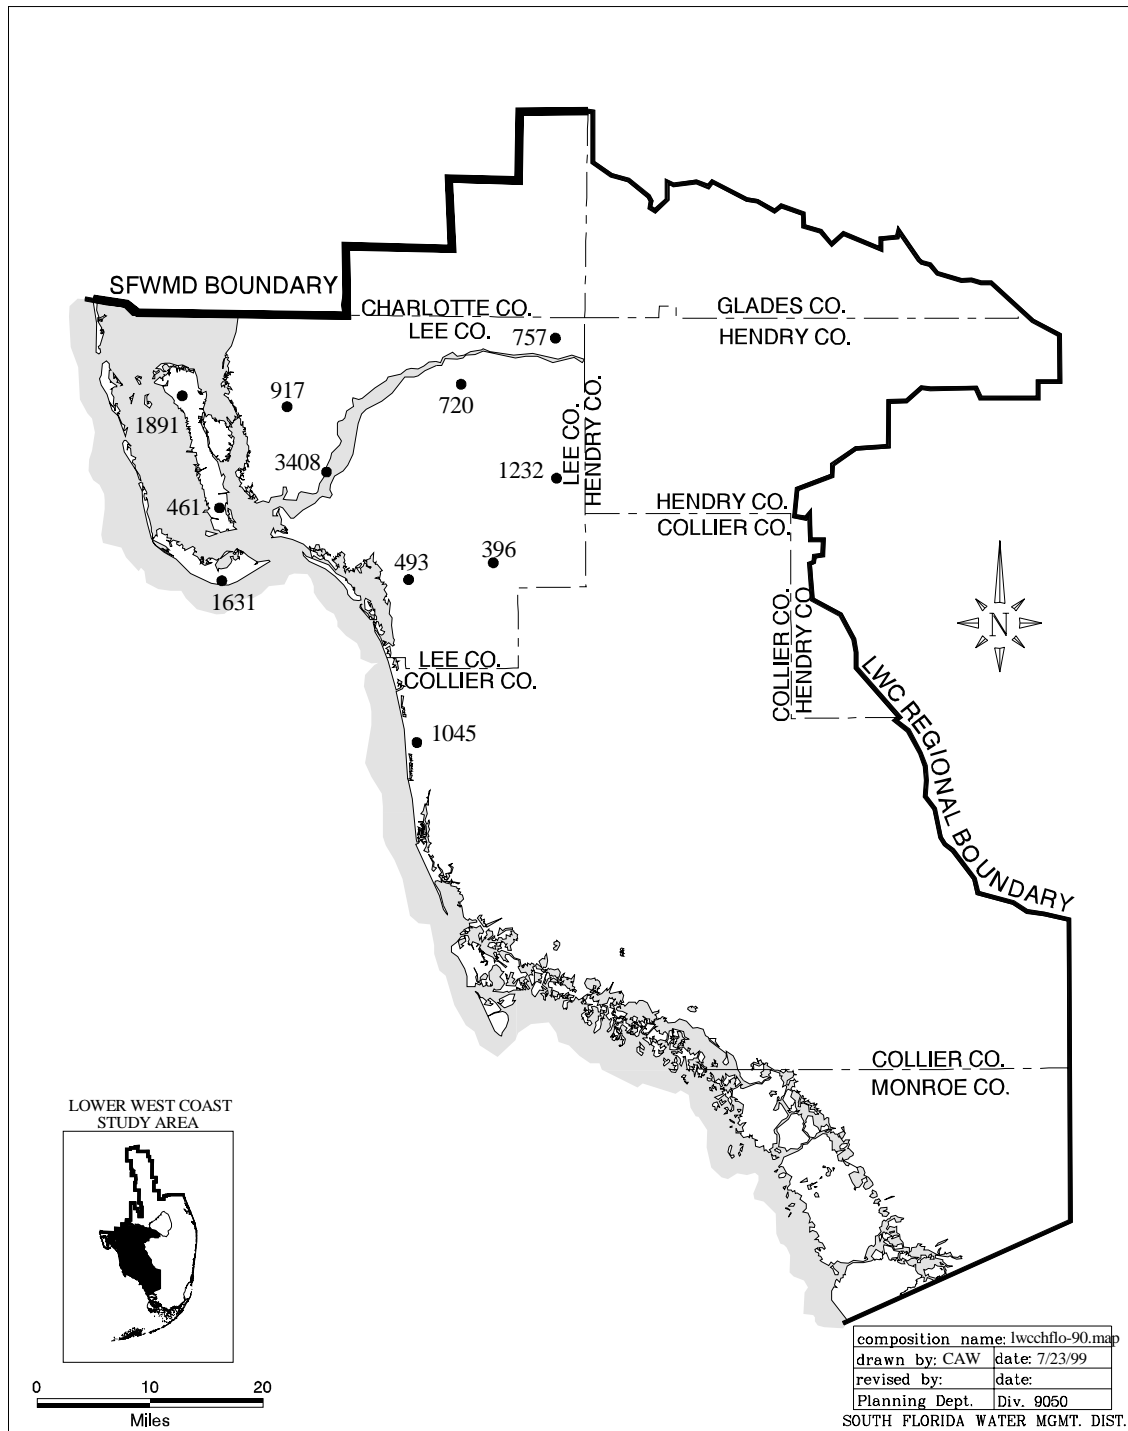 SFWMD BOUNDARY
CHARLOTTE CO.
LEE CO.
GLADES CO.
HENDRY CO.
757
917
720
1891
3408
1232
LEE CO.
HENDRY CO.
461
HENDRY CO.
COLLIER CO.
493
396
1631
COLLIER CO.
HENDRY CO.
N
LEE CO.
COLLIER CO.
LWC REGIONAL BOUNDARY
1045
COLLIER CO.
MONROE CO.
LOWER WEST COAST
STUDY AREA
0 10 20
Miles
composition name: lwcchflo-90.map
drawn by: CAW date: 7/23/99
revised by: date:
Planning Dept. Div. 9050
SOUTH FLORIDA WATER MGMT. DIST.